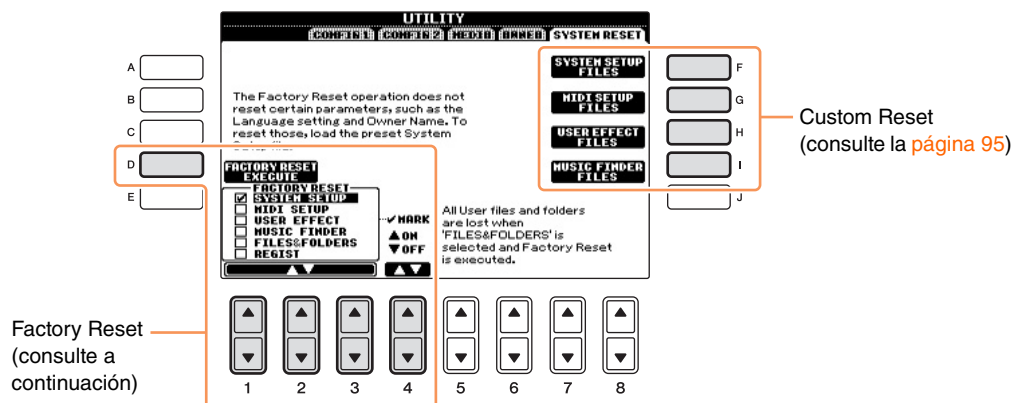 UTILITY
CONFIG 1 CONFIG 2 MEDIA OWNER SYSTEM RESET
A
B
C
D
E
The Factory Reset operation does not
reset certain parameters, such as the
Language setting and Owner Name. To
reset those, load the preset System
FACTORY RESET
EXECUTE
FACTORY RESET
SYSTEM SETUP
MIDI SETUP
USER EFFECT
MUSIC FINDER
FILES&FOLDERS
REGIST
✔MARK
▲ON
▼OFF
▲▼
▲▼
All User files and folders
are lost when
'FILES&FOLDERS' is
selected and Factory Reset
is executed.
SYSTEM SETUP
FILES
MIDI SETUP
FILES
USER EFFECT
FILES
MUSIC FINDER
FILES
F
G
H
I
J
Custom Reset
(consulte la página 95)
Factory Reset
(consulte a
continuación)
1 2 3 4 5 6 7 8